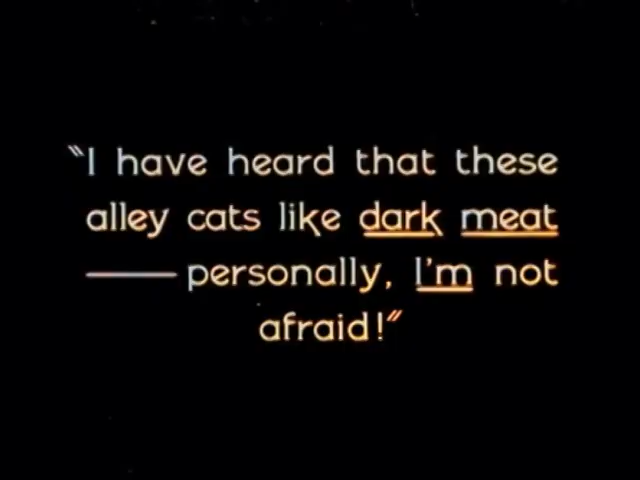 "I have heard that these
alley cats like dark meat
—personally, I'm not
afraid!"